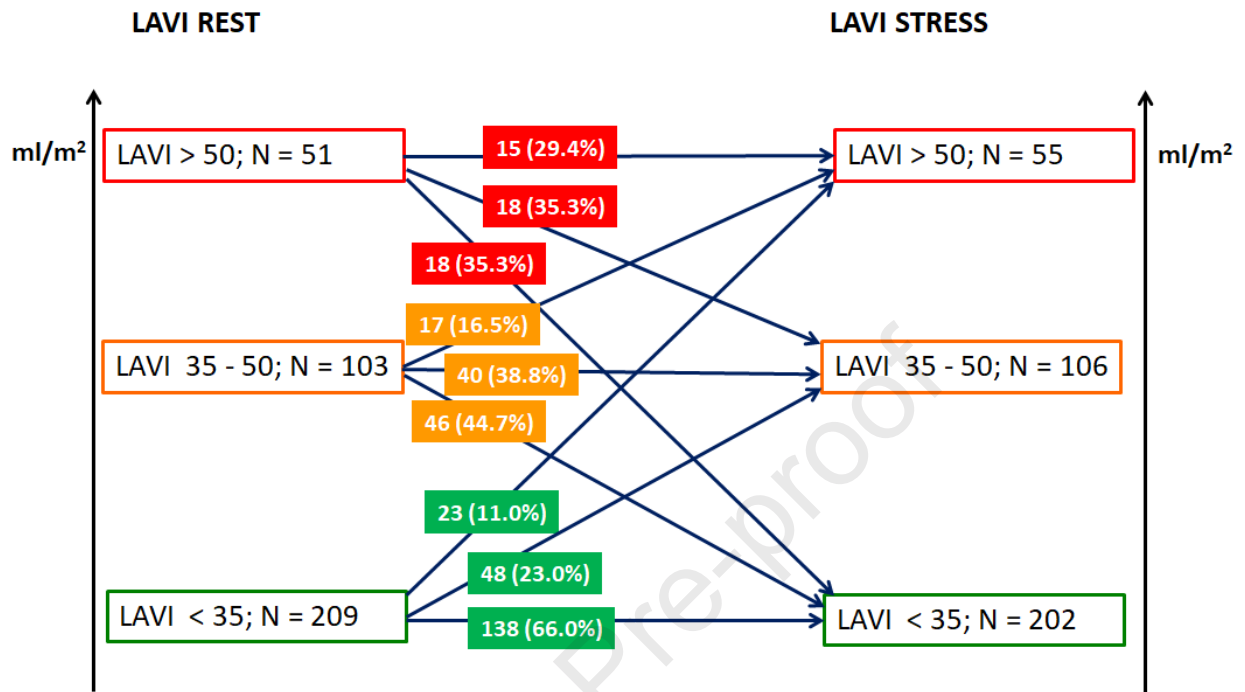 LAVI REST
LAVI STRESS
ml/m²
LAVI > 50; N = 51
15 (29.4%)
LAVI > 50; N = 55
ml/m²
18 (35.3%)
18 (35.3%)
17 (16.5%)
LAVI 35 - 50; N = 103
40 (38.8%)
LAVI 35 - 50; N = 106
46 (44.7%)
23 (11.0%)
48 (23.0%)
LAVI < 35; N = 209
138 (66.0%)
LAVI < 35; N = 202
Pre-proof